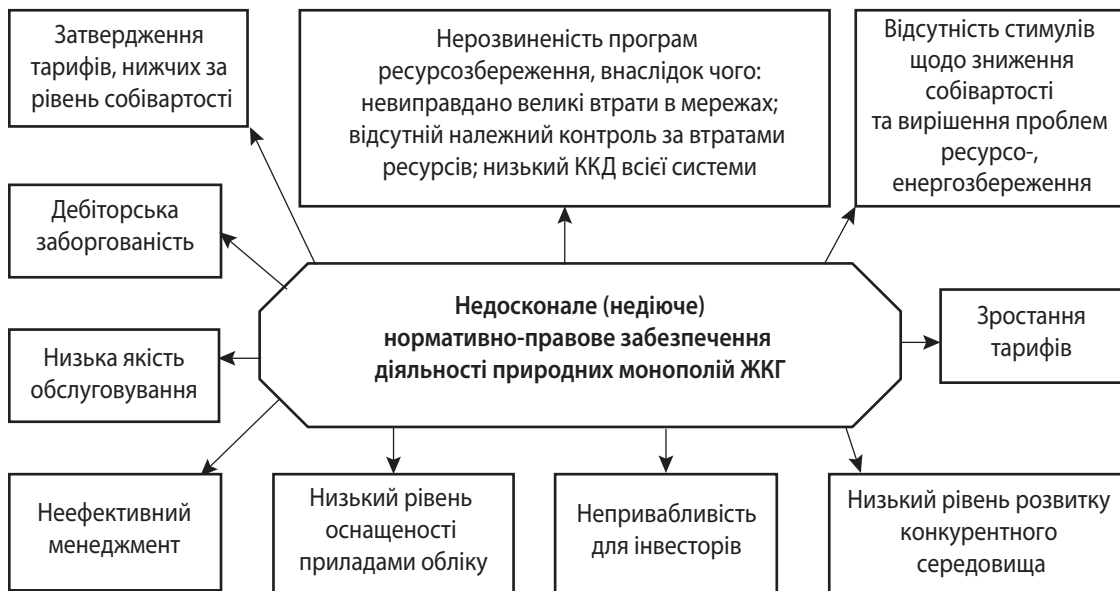 Затвердження
тарифів, нижчих за
рівень собівартості
Нерозвиненість програм
ресурсозбереження, внаслідок чого:
невиправдано великі втрати в мережах;
відсутній належний контроль за втратами
ресурсів; низький ККД всієї системи
Відсутність стимулів
щодо зниження
собівартості
та вирішення проблем
ресурсо-,
енергозбереження
Дебіторська
заборгованість
Недосконале (недіюче)
нормативно-правове забезпечення
діяльності природних монополій ЖКГ
Зростання
тарифів
Низька якість
обслуговування
Неефективний
менеджмент
Низький рівень
оснащеності
приладами обліку
Непривабливість
для інвесторів
Низький рівень розвитку
конкурентного
середовища